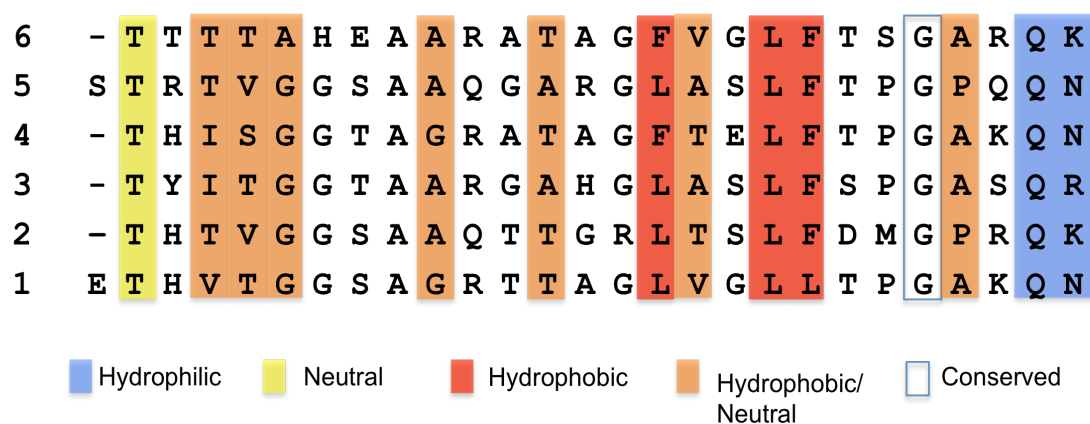 6 - T T T T A H E A A R A T A G F V G L F T S G A R Q K
5 S T R T V G G S A A Q G A R G L A S L F T P G P Q Q N
4 - T H I S G G T A G R A T A G F T E L F T P G A K Q N
3 - T Y I T G G T A A R G A H G L A S L F S P G A S Q R
2 - T H T V G G S A A Q T T G R L T S L F D M G P R Q K
1 E T H V T G G S A G R T T A G L V G L L T P G A K Q N
Hydrophilic Neutral Hydrophobic Hydrophobic/ Conserved
Neutral